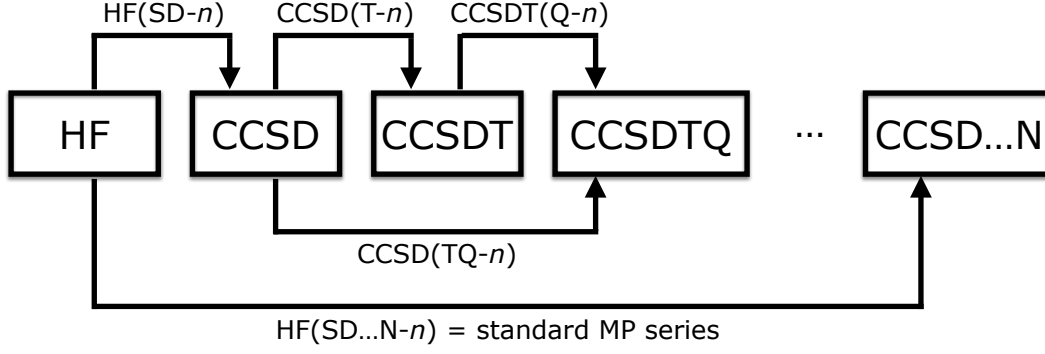 HF(SD-n) CCSD(T-n) CCSDT(Q-n)
HF CCSD CCSDT CCSDTQ ... CCSD...N
CCSD(TQ-n)
HF(SD...N-n) = standard MP series